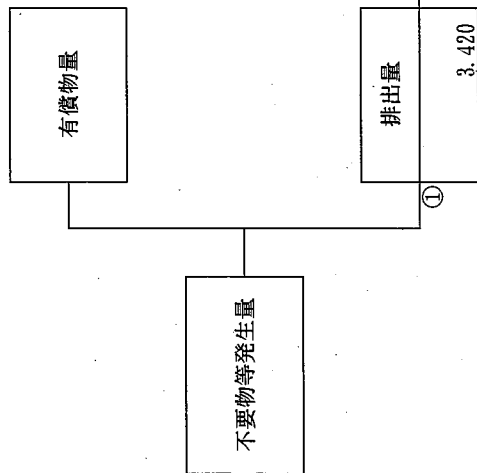 不要物等発生量
有償物量
①
排出量
3.420